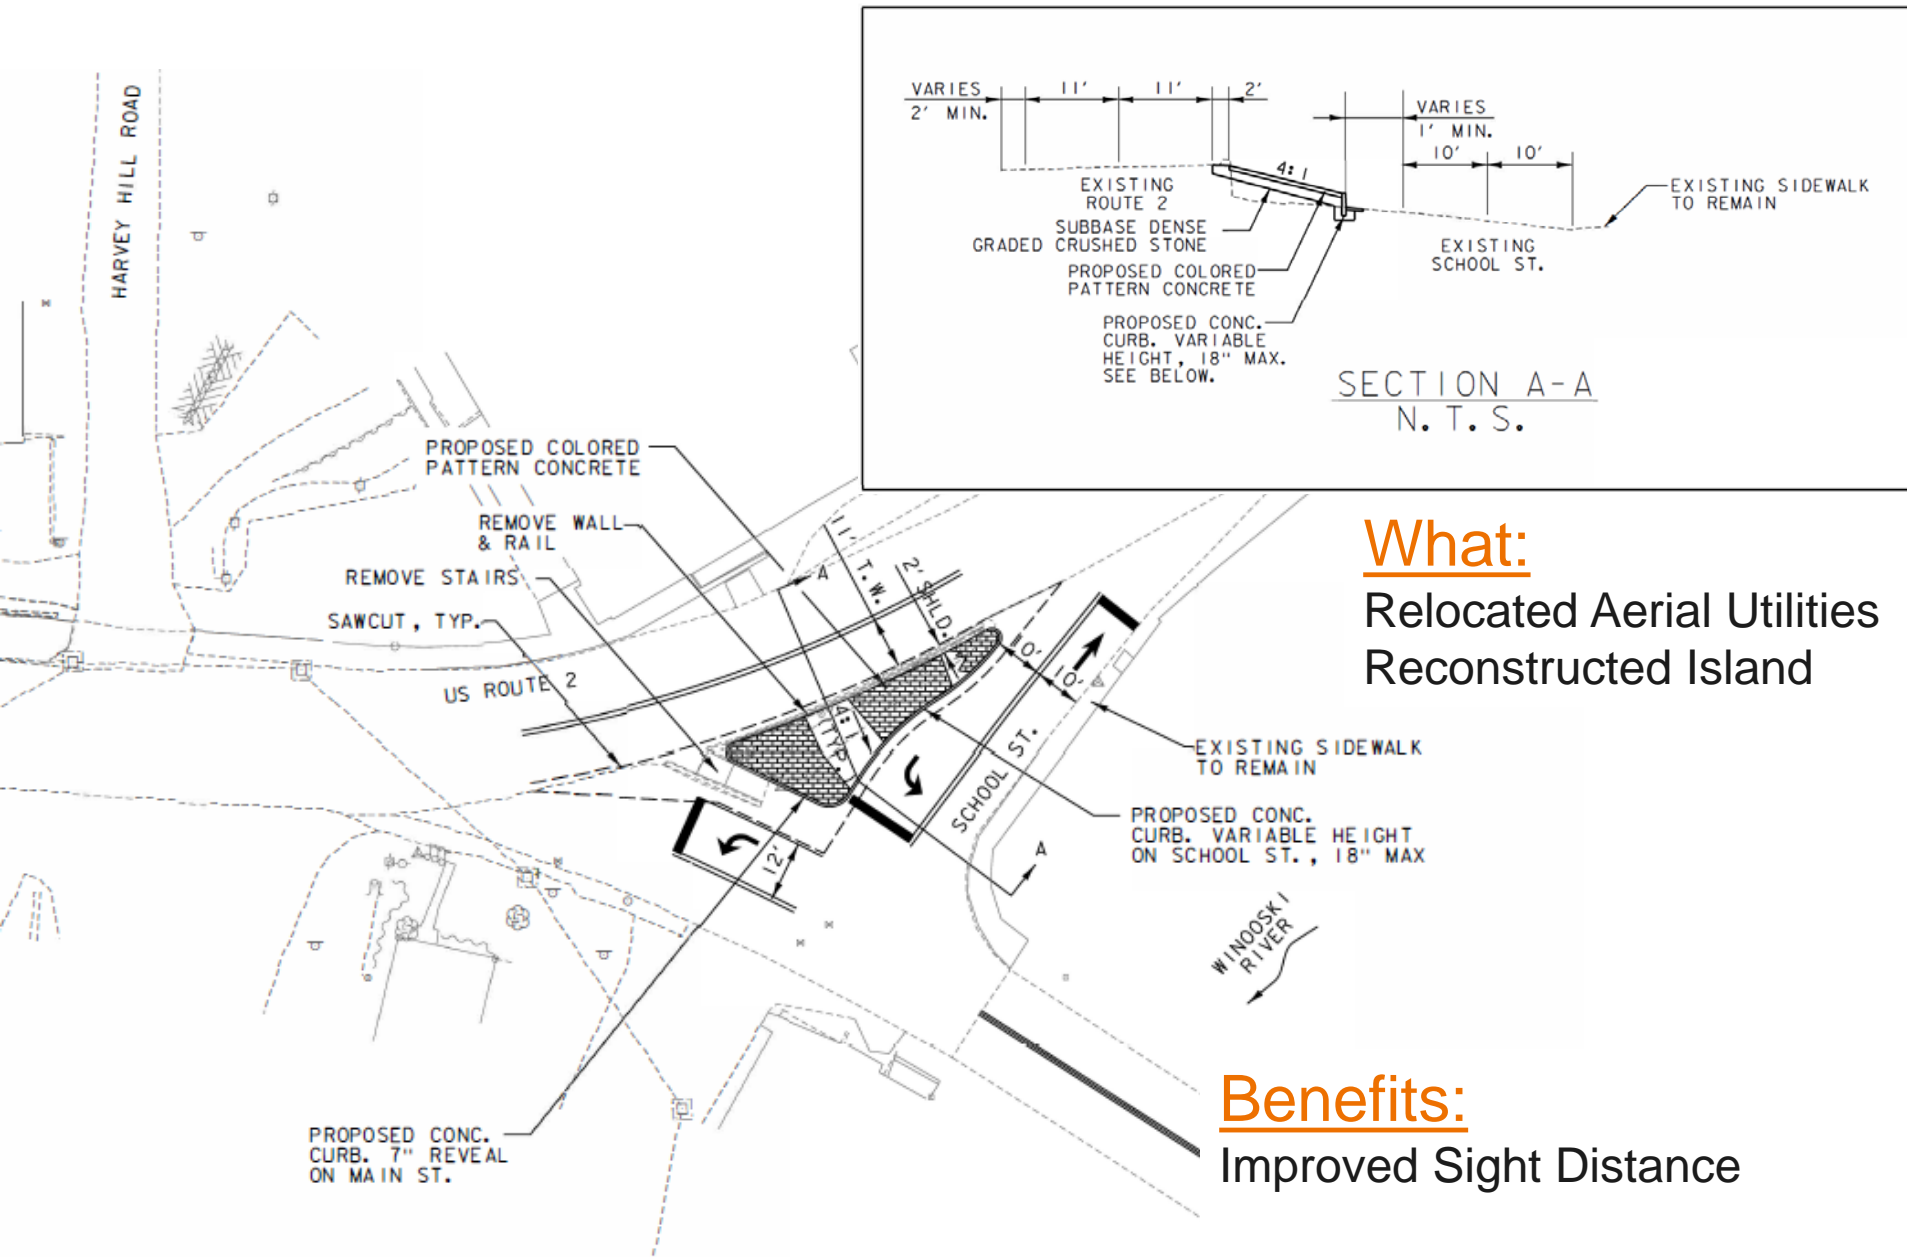 VARIES
2' MIN.
11'
11'
2'
VARIES
1' MIN.
10'
10'
4:1
EXISTING
ROUTE 2
SUBBASE DENSE
GRADED CRUSHED STONE
PROPOSED COLORED
PATTERN CONCRETE
PROPOSED CONC.
CURB. VARIABLE
HEIGHT, 18" MAX.
SEE BELOW.
EXISTING SIDEWALK
TO REMAIN
EXISTING
SCHOOL ST.
SECTION A-A
N.T.S.
HARVEY HILL ROAD
PROPOSED COLORED
PATTERN CONCRETE
REMOVE WALL
& RAIL
REMOVE STAIRS
SAWCUT, TYP.
US ROUTE 2
11'
T.W.
2' SHLD.
A
4:1
(TYP.)
10'
10'
SCHOOL ST.
12'
A
EXISTING SIDEWALK
TO REMAIN
PROPOSED CONC.
CURB. VARIABLE HEIGHT
ON SCHOOL ST., 18" MAX
WINOOSKI
RIVER
PROPOSED CONC.
CURB. 7" REVEAL
ON MAIN ST.
What:
Relocated Aerial Utilities
Reconstructed Island
Benefits:
Improved Sight Distance